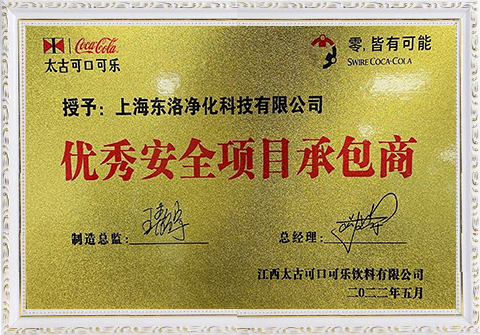 Coca-Cola
太古可口可乐
零,皆有可能
SWIRE COCA-COLA
授予：上海东洛净化科技有限公司
优秀安全项目承包商
制造总监：
总经理：
江西太古可口可乐饮料有限公司
二〇二二年五月